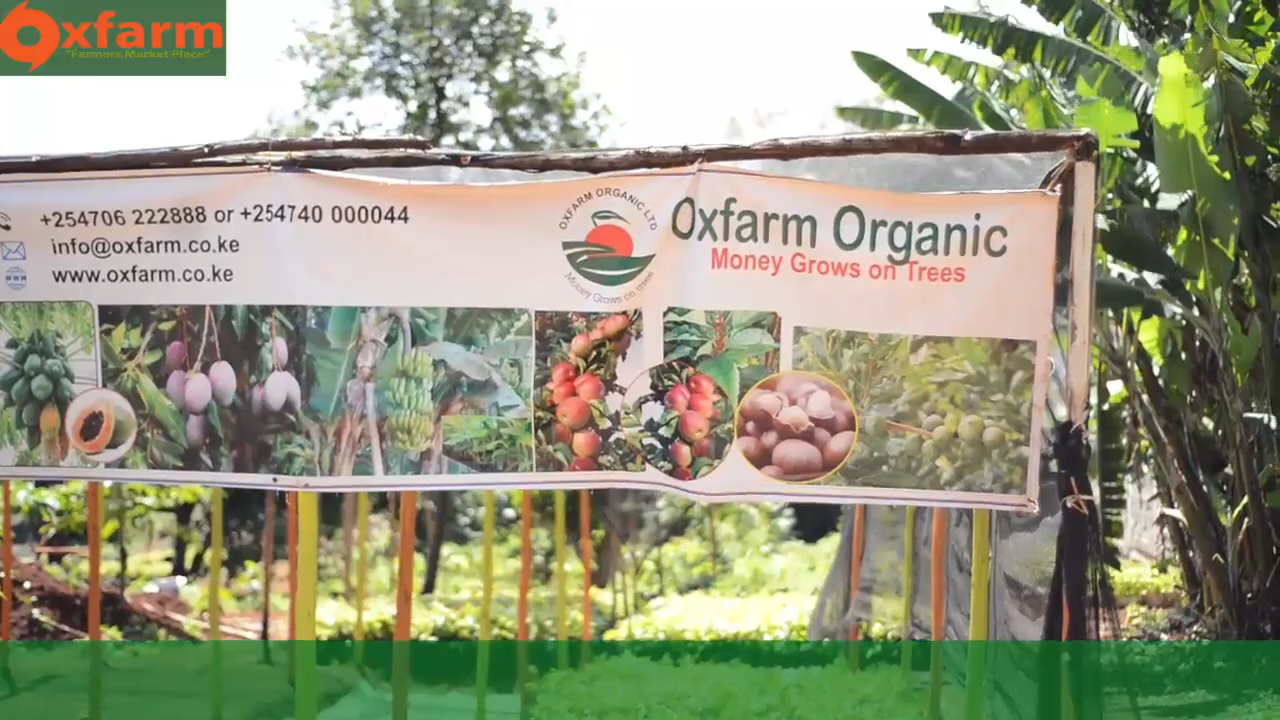 Oxfarm
"Farmers Market Place"
+254706 222888 or +254740 000044
info@oxfarm.co.ke
www.oxfarm.co.ke
OXFARM ORGANIC LTD
Money Grows on trees
Oxfarm Organic
Money Grows on Trees